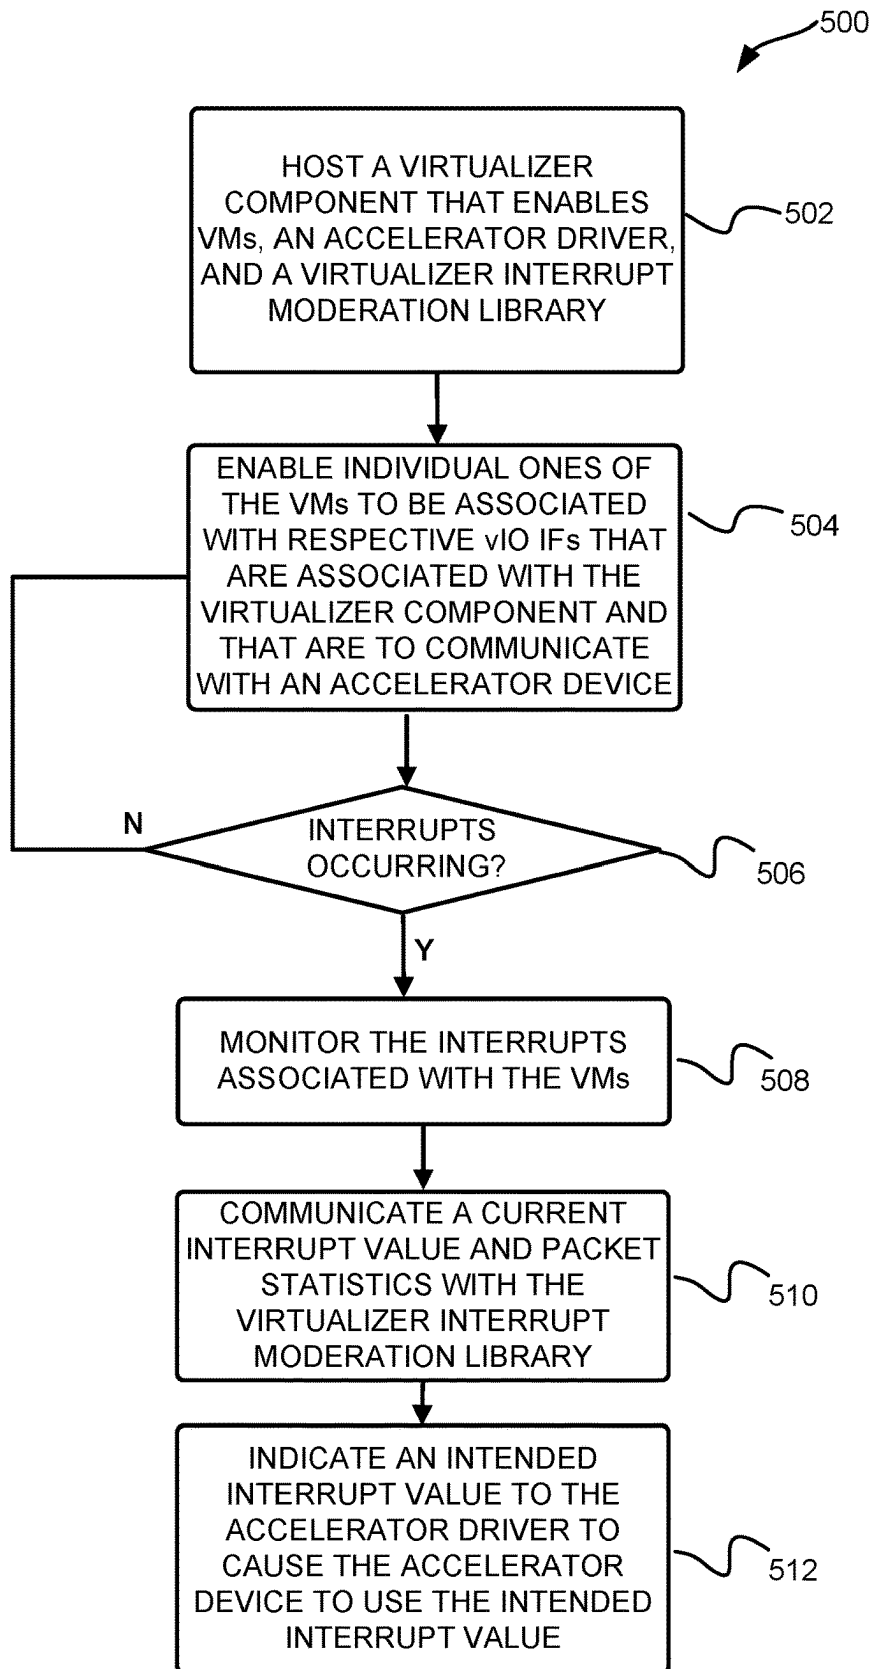 500
HOST A VIRTUALIZER
COMPONENT THAT ENABLES
VMs, AN ACCELERATOR DRIVER,
AND A VIRTUALIZER INTERRUPT
MODERATION LIBRARY
502
ENABLE INDIVIDUAL ONES OF
THE VMs TO BE ASSOCIATED
WITH RESPECTIVE vIO IFs THAT
ARE ASSOCIATED WITH THE
VIRTUALIZER COMPONENT AND
THAT ARE TO COMMUNICATE
WITH AN ACCELERATOR DEVICE
504
N
INTERRUPTS
OCCURRING?
506
Y
MONITOR THE INTERRUPTS
ASSOCIATED WITH THE VMs
508
COMMUNICATE A CURRENT
INTERRUPT VALUE AND PACKET
STATISTICS WITH THE
VIRTUALIZER INTERRUPT
MODERATION LIBRARY
510
INDICATE AN INTENDED
INTERRUPT VALUE TO THE
ACCELERATOR DRIVER TO
CAUSE THE ACCELERATOR
DEVICE TO USE THE INTENDED
INTERRUPT VALUE
512